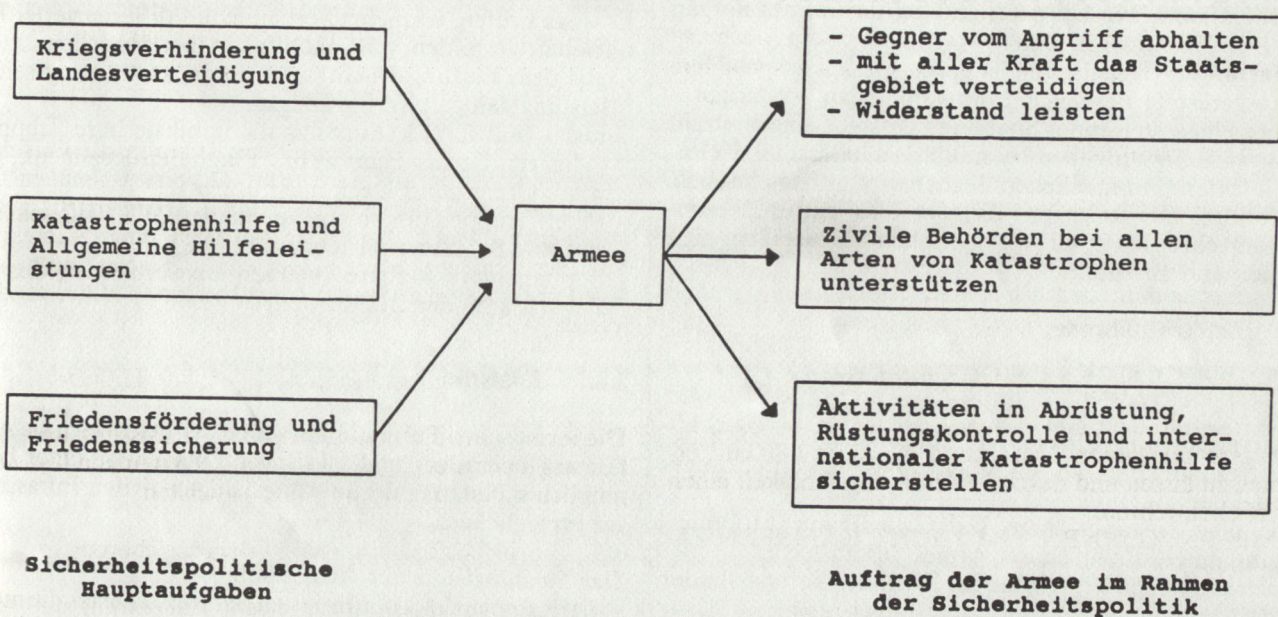 Kriegsverhinderung und
Landesverteidigung
Katastrophenhilfe und
Allgemeine Hilfelei-
stungen
Friedensförderung und
Friedenssicherung
Sicherheitspolitische
Hauptaufgaben
Armee
- Gegner vom Angriff abhalten
- mit aller Kraft das Staats-
gebiet verteidigen
- Widerstand leisten
Zivile Behörden bei allen
Arten von Katastrophen
unterstützen
Aktivitäten in Abrüstung,
Rüstungskontrolle und inter-
nationaler Katastrophenhilfe
sicherstellen
Auftrag der Armee im Rahmen
der Sicherheitspolitik